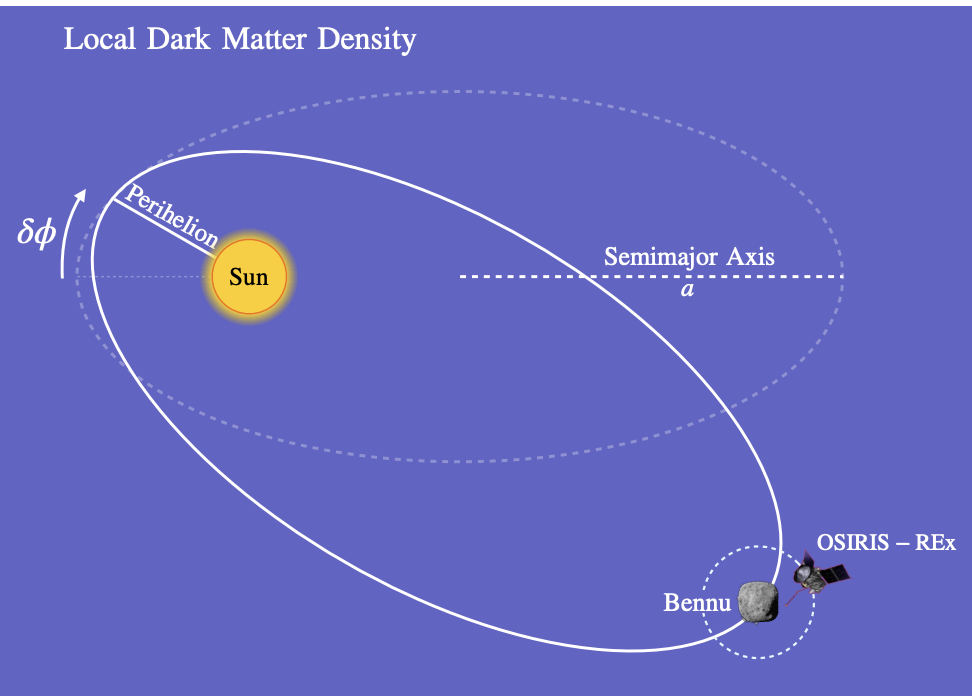 Local Dark Matter Density
Perihelion
δϕ
Semimajor Axis
Sun
a
OSIRIS – REx
Bennu